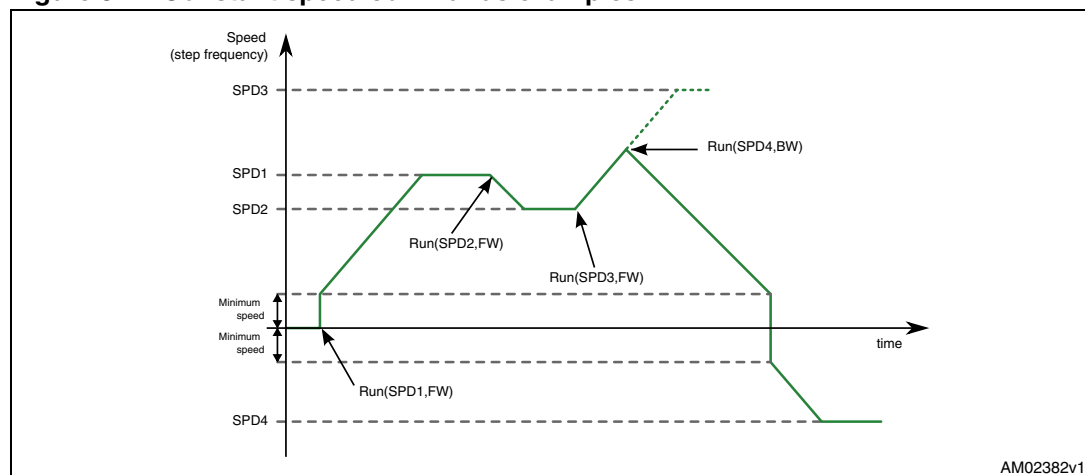 Speed
(step frequency)
SPD3
Run(SPD4,BW)
SPD1
SPD2
Run(SPD2,FW)
Run(SPD3,FW)
Minimum
speed
Minimum
speed
time
Run(SPD1,FW)
SPD4
AM02382v1